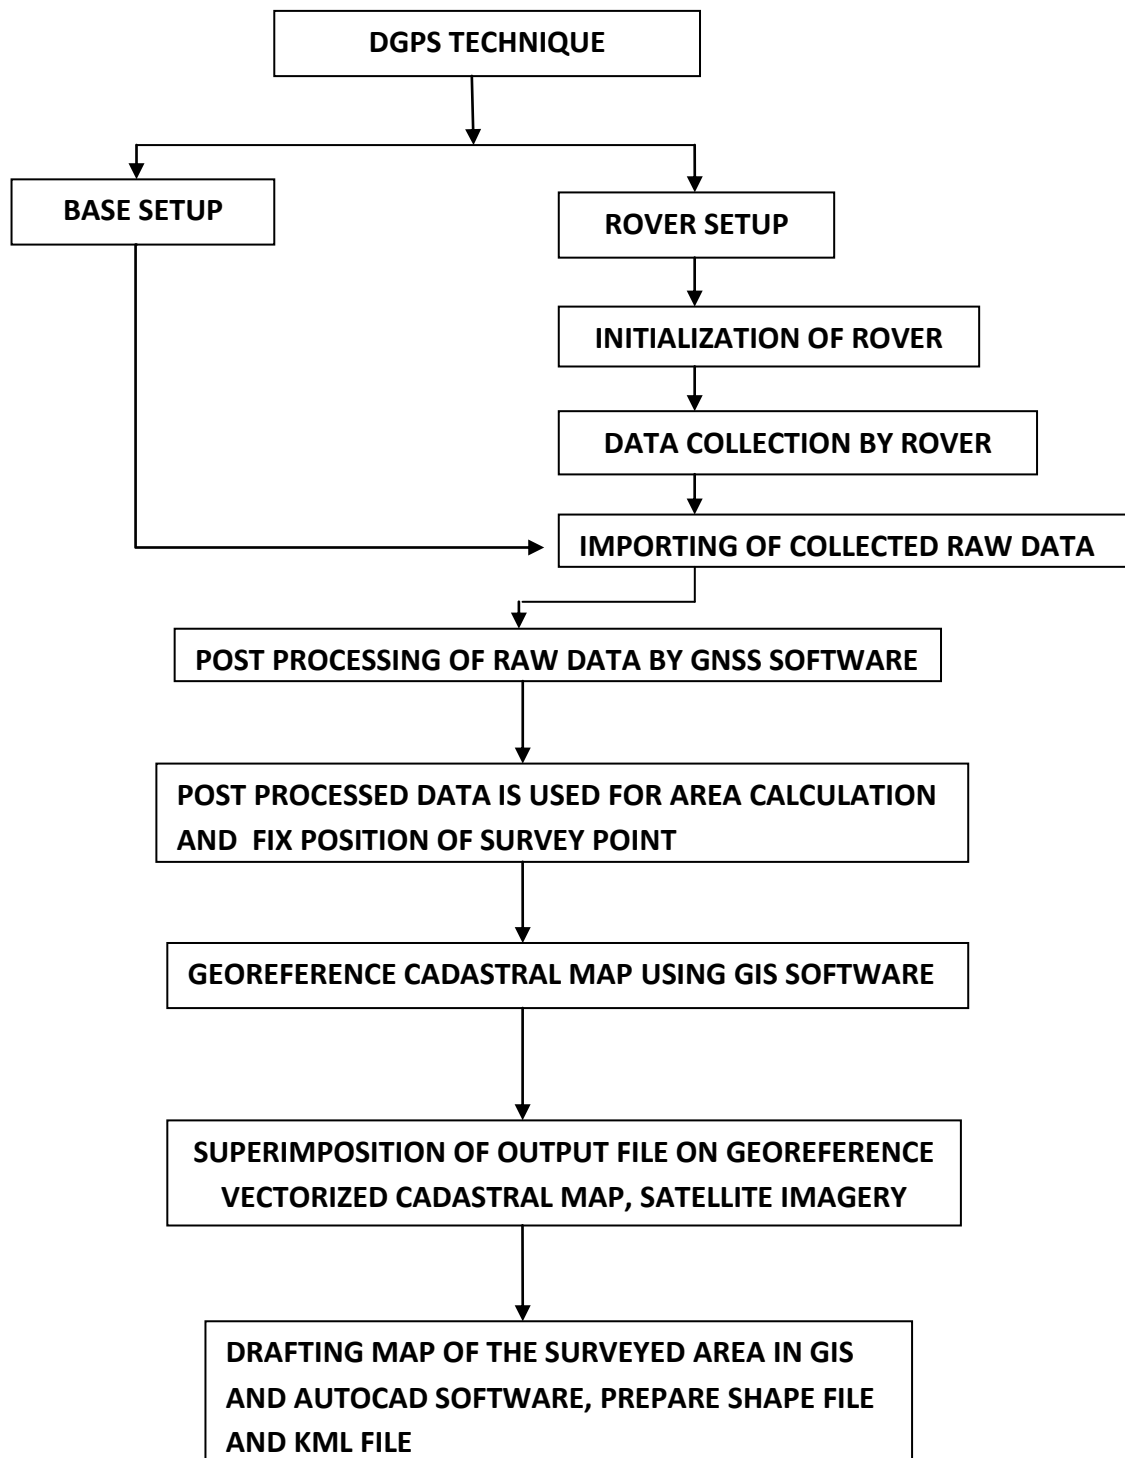 DGPS TECHNIQUE
BASE SETUP
ROVER SETUP
INITIALIZATION OF ROVER
DATA COLLECTION BY ROVER
IMPORTING OF COLLECTED RAW DATA
POST PROCESSING OF RAW DATA BY GNSS SOFTWARE
POST PROCESSED DATA IS USED FOR AREA CALCULATION
AND FIX POSITION OF SURVEY POINT
GEOREFERENCE CADASTRAL MAP USING GIS SOFTWARE
SUPERIMPOSITION OF OUTPUT FILE ON GEOREFERENCE
VECTORIZED CADASTRAL MAP, SATELLITE IMAGERY
DRAFTING MAP OF THE SURVEYED AREA IN GIS
AND AUTOCAD SOFTWARE, PREPARE SHAPE FILE
AND KML FILE